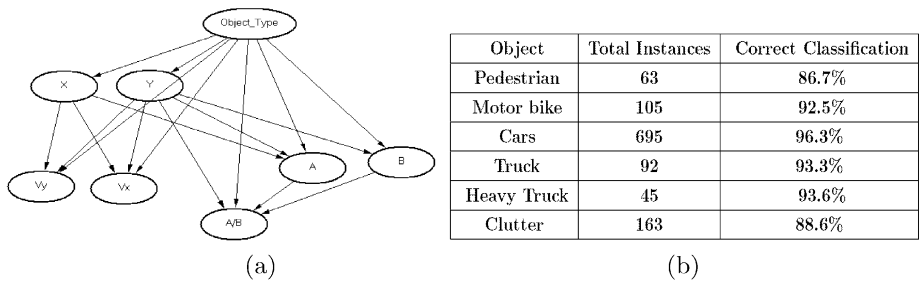 Object_Type
X
Y
Vy
Vx
A
B
A/B
(a)
Object Total Instances Correct Classification
Pedestrian 63 86.7%
Motor bike 105 92.5%
Cars 695 96.3%
Truck 92 93.3%
Heavy Truck 45 93.6%
Clutter 163 88.6%
(b)